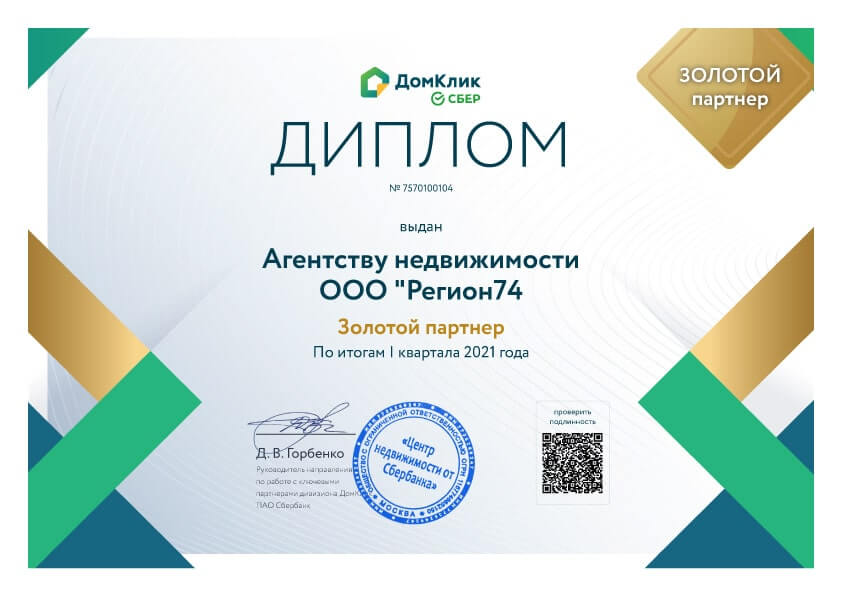 ДомКлик
СБЕР
ЗОЛОТОЙ
партнер
ДИПЛОМ
№ 7570100104
выдан
Агентству недвижимости
ООО "Регион74
Золотой партнер
По итогам I квартала 2021 года
Д. В. Горбенко
Руководитель направления
по работе с ключевыми
партнерами дивизиона
ПАО Сбербанк
ОБЩЕСТВО С ОГРАНИЧЕННОЙ ОТВЕТСТВЕННОСТЬЮ
«Центр
недвижимости от
Сбербанка»
МОСКВА
проверить
подлинность